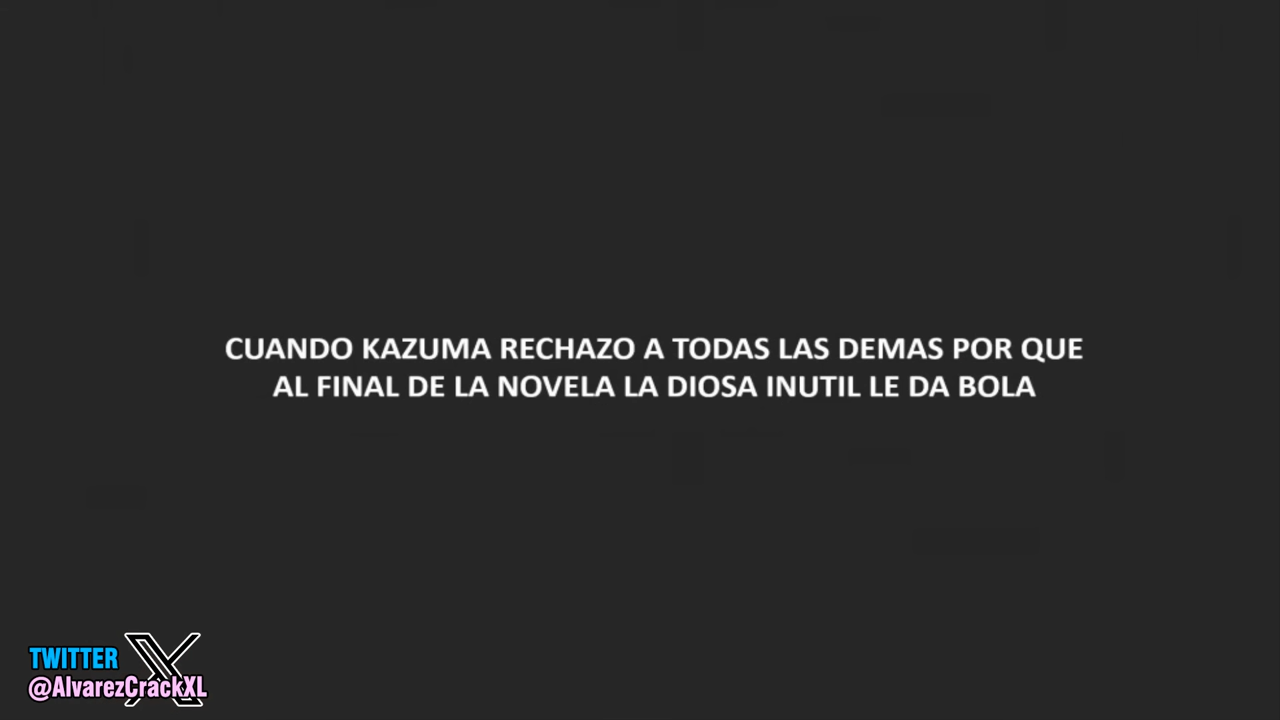 CUANDO KAZUMA RECHAZO A TODAS LAS DEMAS POR QUE
AL FINAL DE LA NOVELA LA DIOSA INUTIL LE DA BOLA
TWITTER
@AlvarezCrackXL